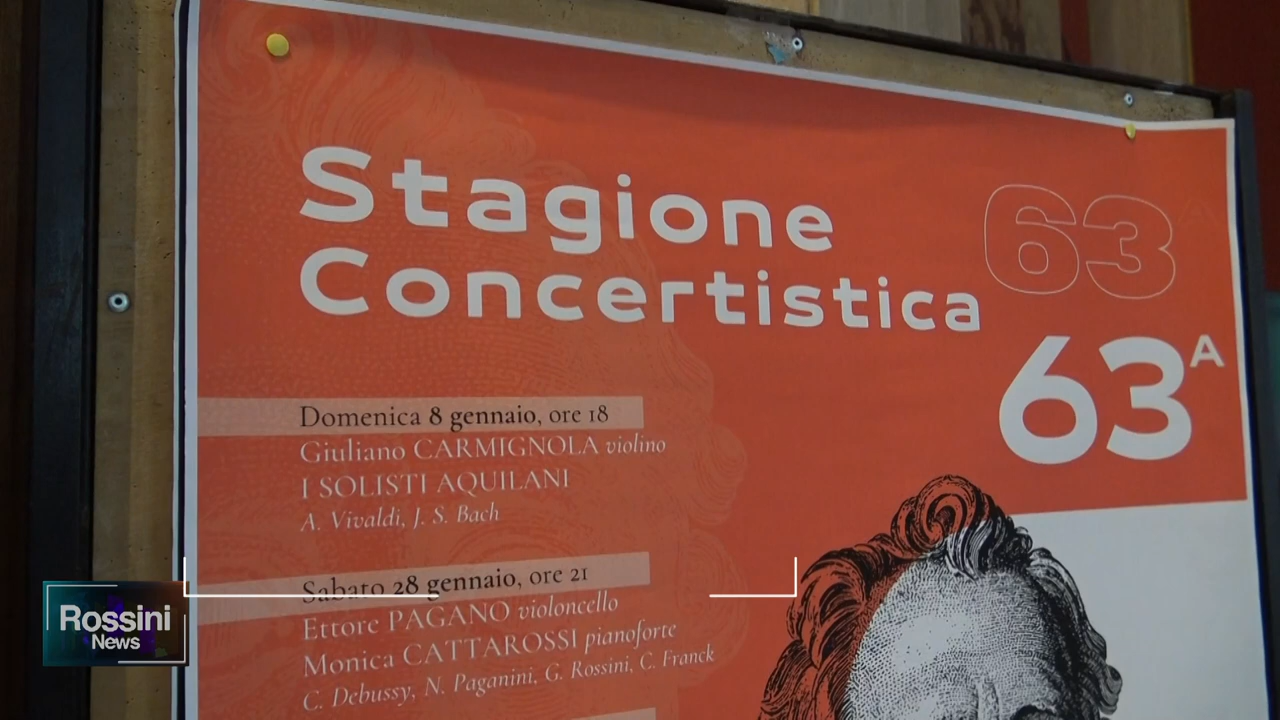 Stagione
Concertistica
63
63A
Domenica 8 gennaio, ore 18
Giuliano CARMIGNOLA violino
I SOLISTI AQUILANI
A. Vivaldi, J. S. Bach
Sabato 28 gennaio, ore 21
Ettore PAGANO violoncello
Monica CATTAROSSI pianoforte
C. Debussy, N. Paganini, G. Rossini, C. Franck
Rossini
News